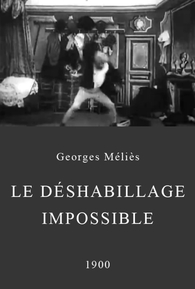 Georges Méliès
LE DÉSHABILLAGE
IMPOSSIBLE
1900